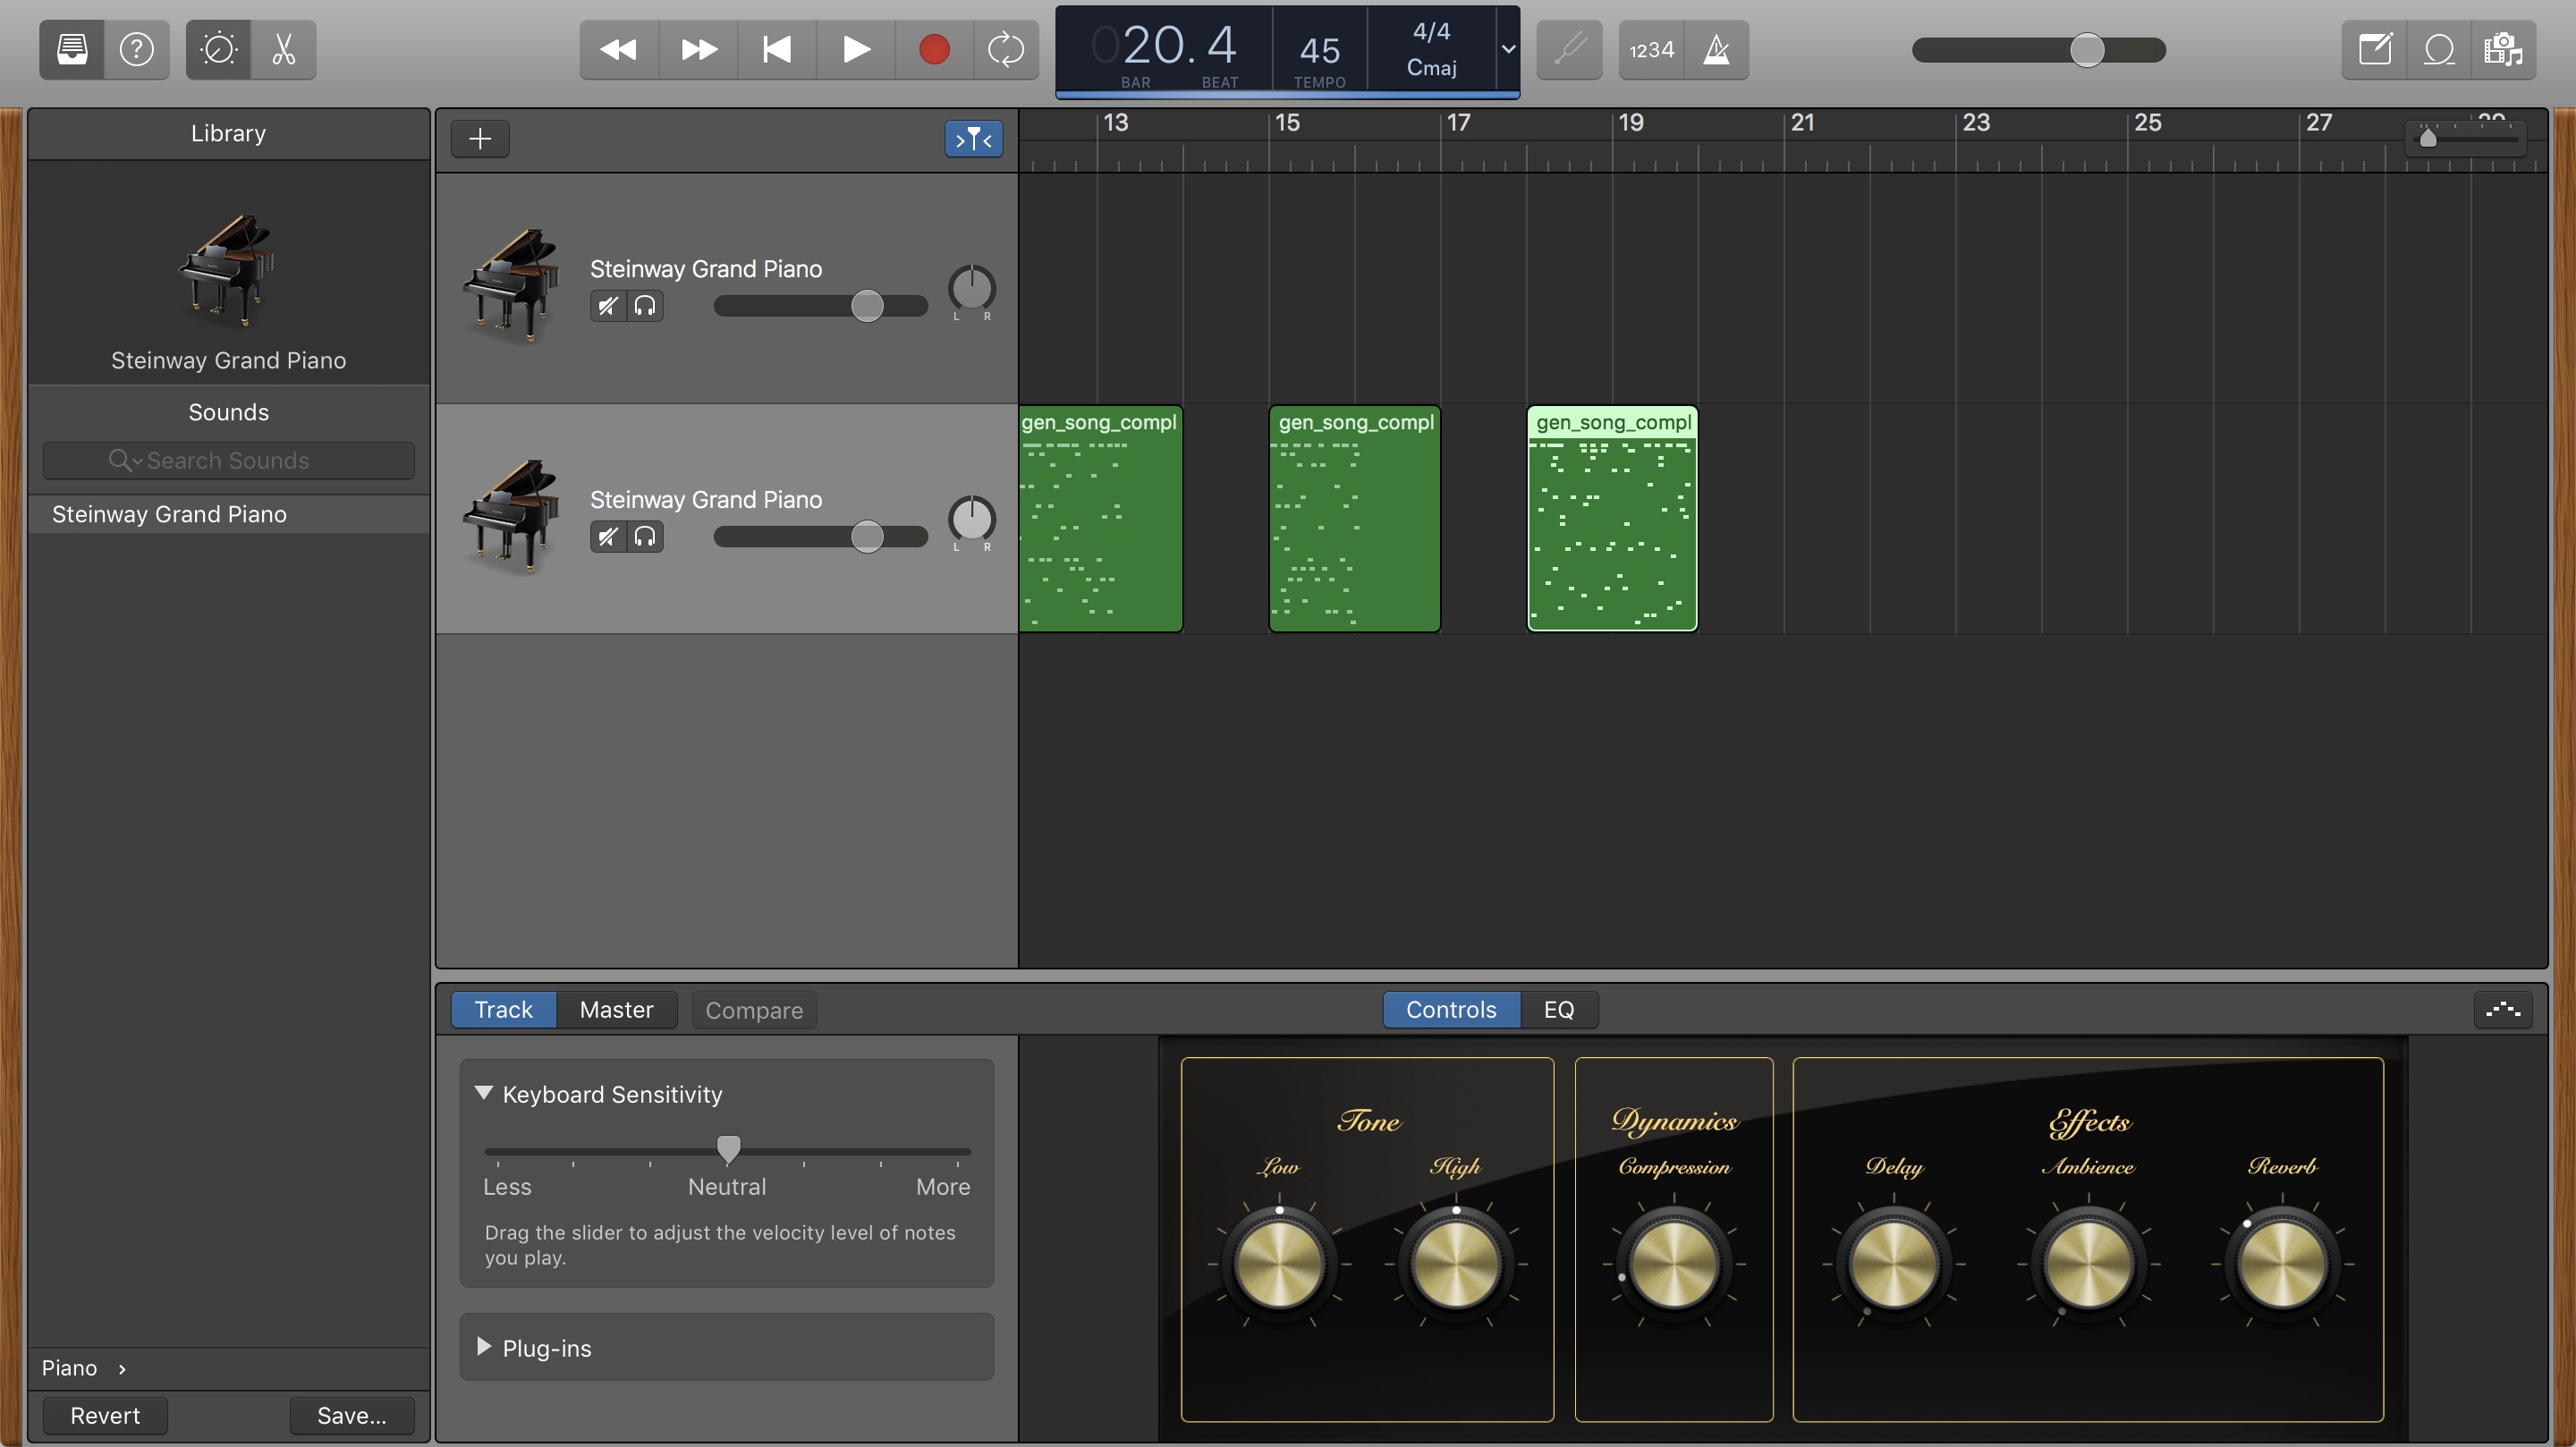 020.4
BAR
BEAT
45
TEMPO
4/4
Cmaj
1234
Library
Steinway Grand Piano
Sounds
Search Sounds
Steinway Grand Piano
Piano
Revert
Save...
13
15
17
19
21
23
25
27
Steinway Grand Piano
L R
Steinway Grand Piano
L R
gen_song_compl
gen_song_compl
gen_song_compl
Track
Master
Compare
Controls
EQ
Keyboard Sensitivity
Less
Neutral
More
Drag the slider to adjust the velocity level of notes
you play.
Plug-ins
Tone
Low
High
Dynamics
Compression
Effects
Delay
Ambience
Reverb